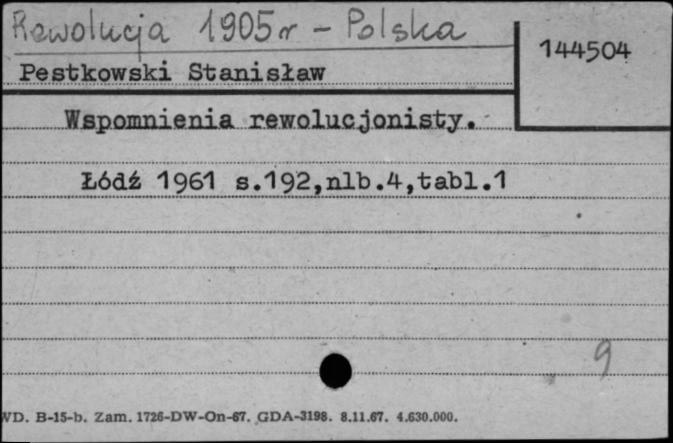 Rewolucja 1905 r - Polska
144504
Pestkowski Stanisław
Wspomnienia rewolucjonisty.
Łódź 1961 s.192,nlb.4,tabl.1
9
WD. B-15-b. Zam. 1726-DW-On-67. GDA-3198. 8.11.67. 4.630.000.